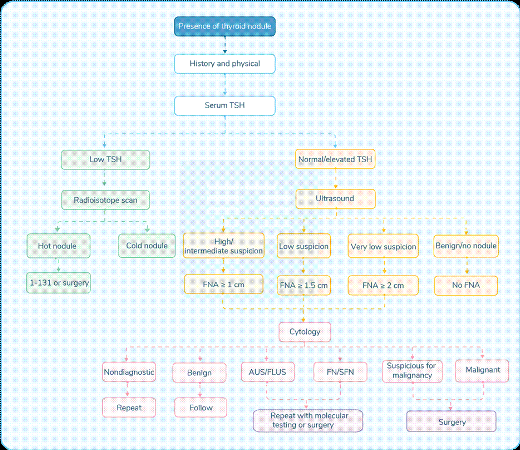 Presence of thyroid nodule
History and physical
Serum TSH
Low TSH
Normal/elevated TSH
Radioisotope scan
Ultrasound
Hot nodule
Cold nodule
High/
intermediate suspicion
Low suspicion
Very low suspicion
Benign/no nodule
1-131 or surgery
FNA ≥ 1 cm
FNA ≥ 1.5 cm
FNA ≥ 2 cm
No FNA
Cytology
Nondiagnostic
Benign
AUS/FLUS
FN/SFN
Suspicious for
malignancy
Malignant
Repeat
Follow
Repeat with molecular
testing or surgery
Surgery